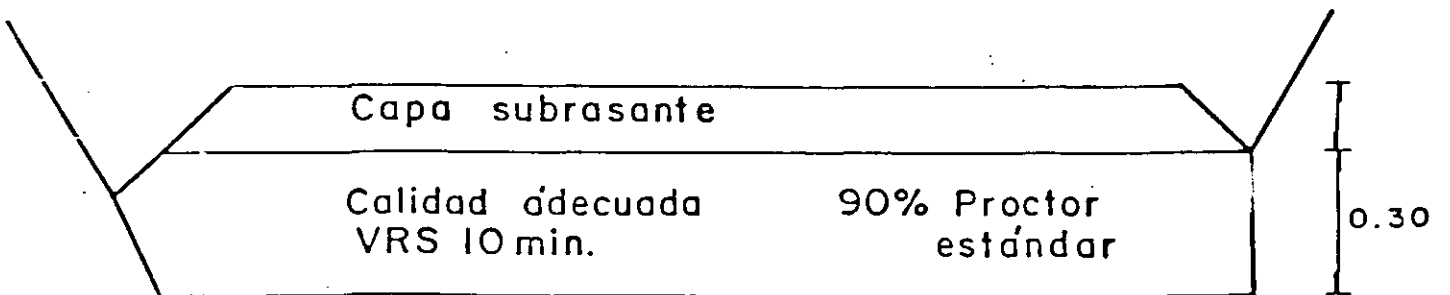 Capa subrasante
Calidad adecuada
VRS 10 min.
90% Proctor
estándar
0.30